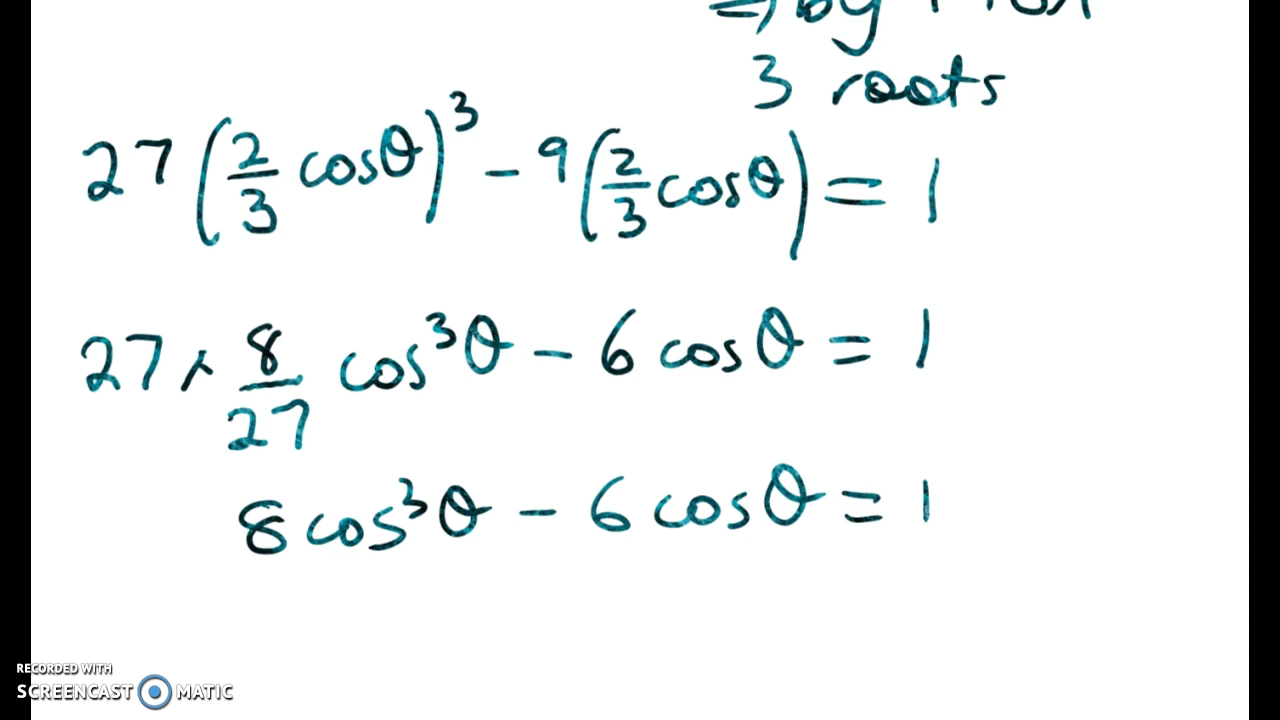 3 roots
27(2/3 cosθ)³ - 9(2/3 cosθ) = 1
27 × 8/27 cos³θ - 6 cosθ = 1
8 cos³θ - 6 cosθ = 1
RECORDED WITH
SCREENCAST MATIC